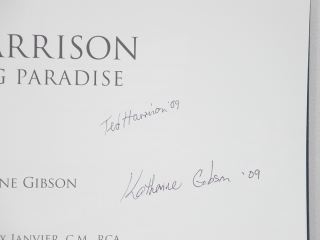 ARRISON
G PARADISE
Ted Harrison '09
NE GIBSON
Katherine Gibson '09
X JANVIER, C.M., RCA